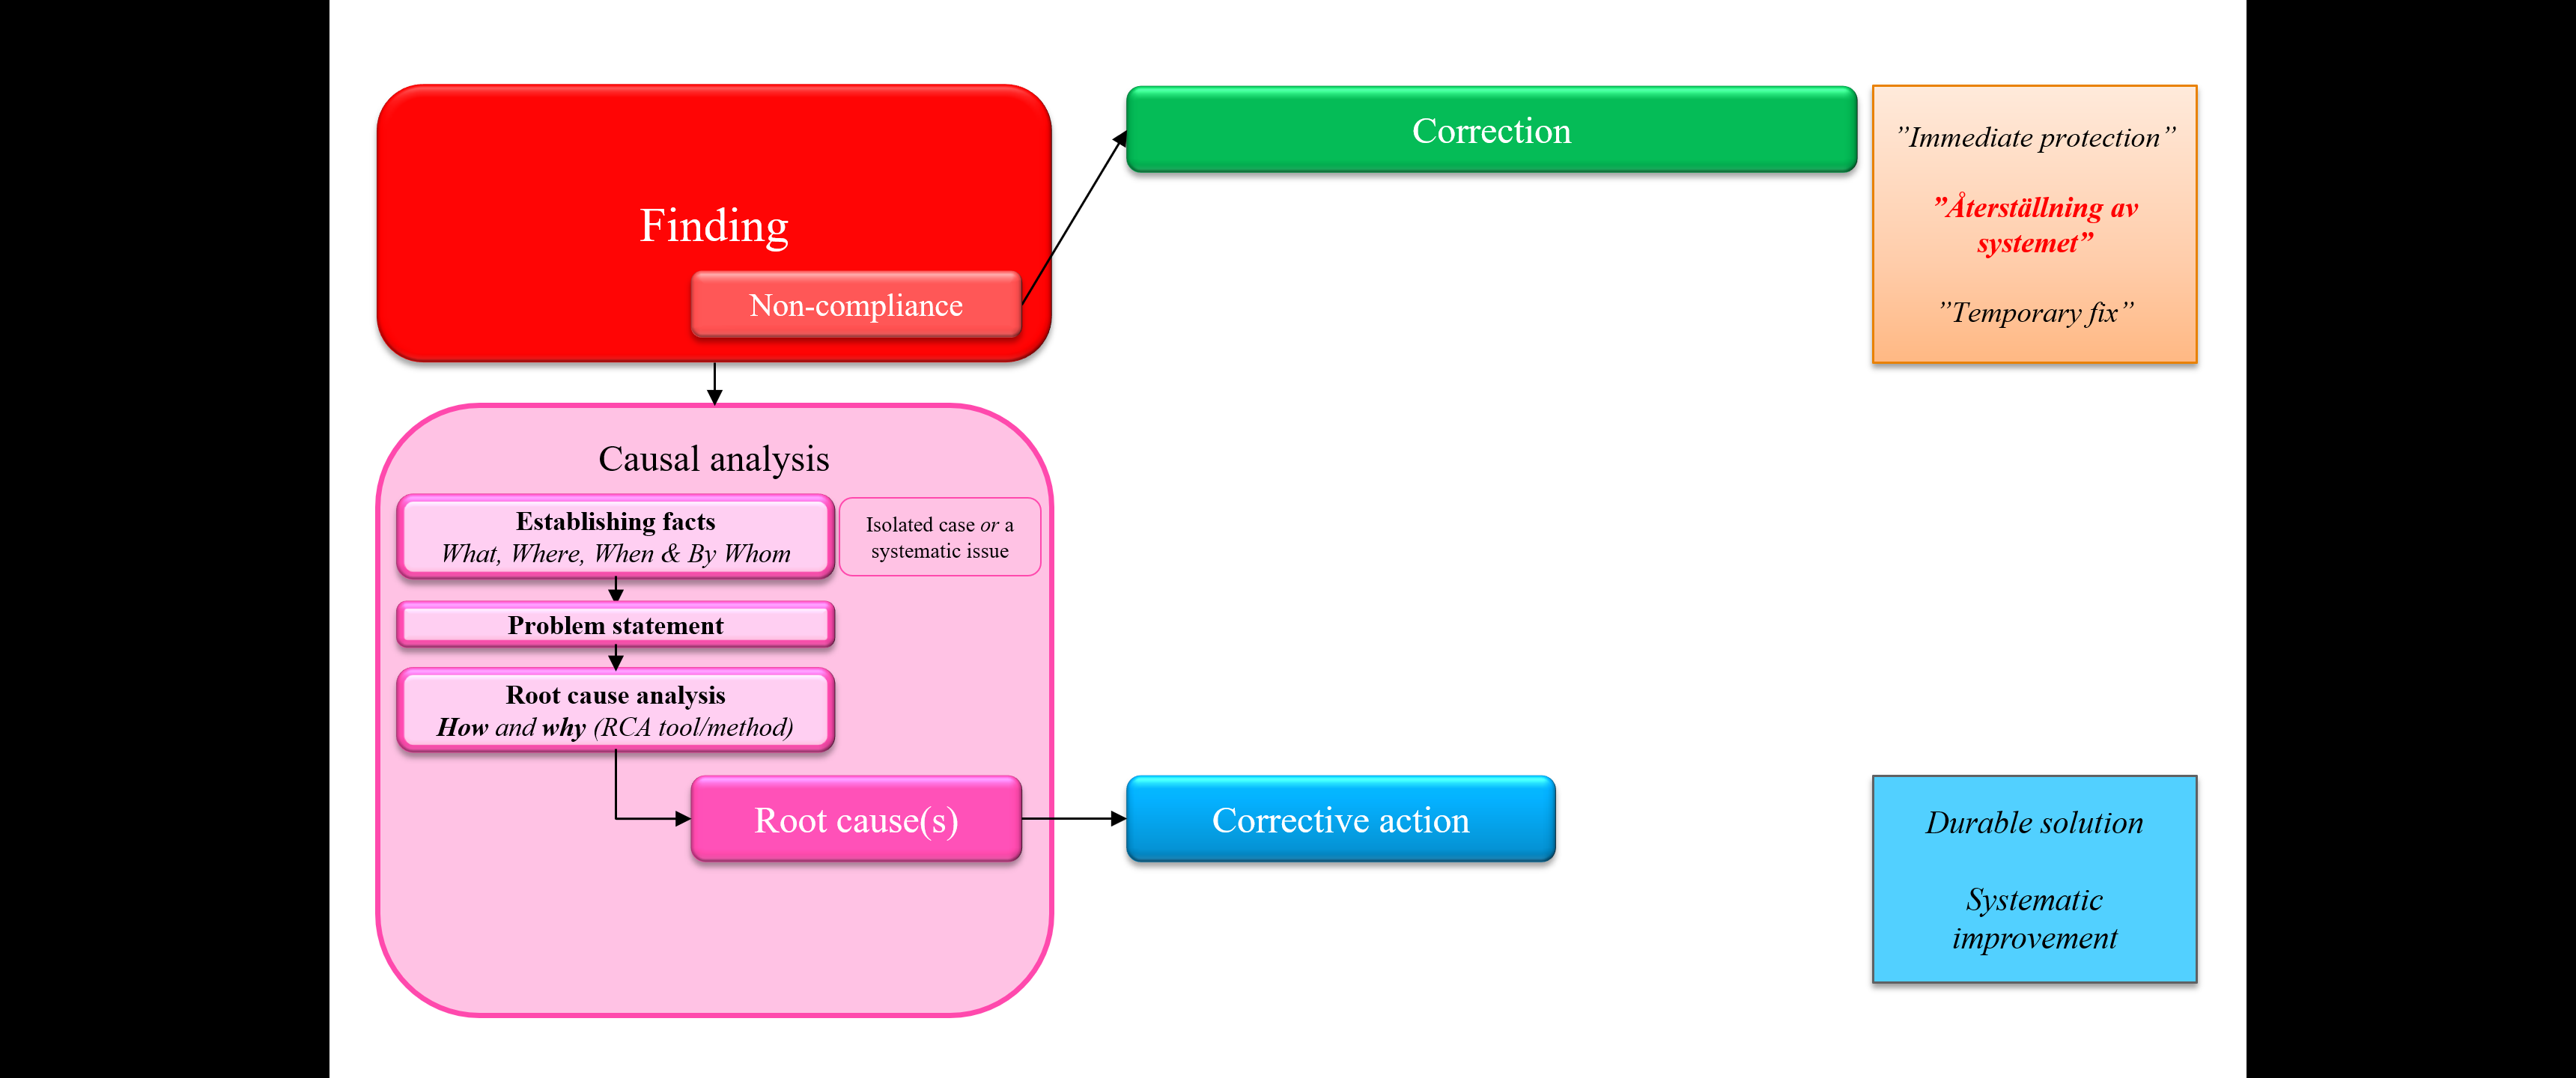 Finding
Non-compliance
Correction
”Immediate protection”
”Återställning av
systemet”
”Temporary fix”
Causal analysis
Establishing facts
What, Where, When & By Whom
Isolated case or a
systematic issue
Problem statement
Root cause analysis
How and why (RCA tool/method)
Root cause(s)
Corrective action
Durable solution
Systematic
improvement